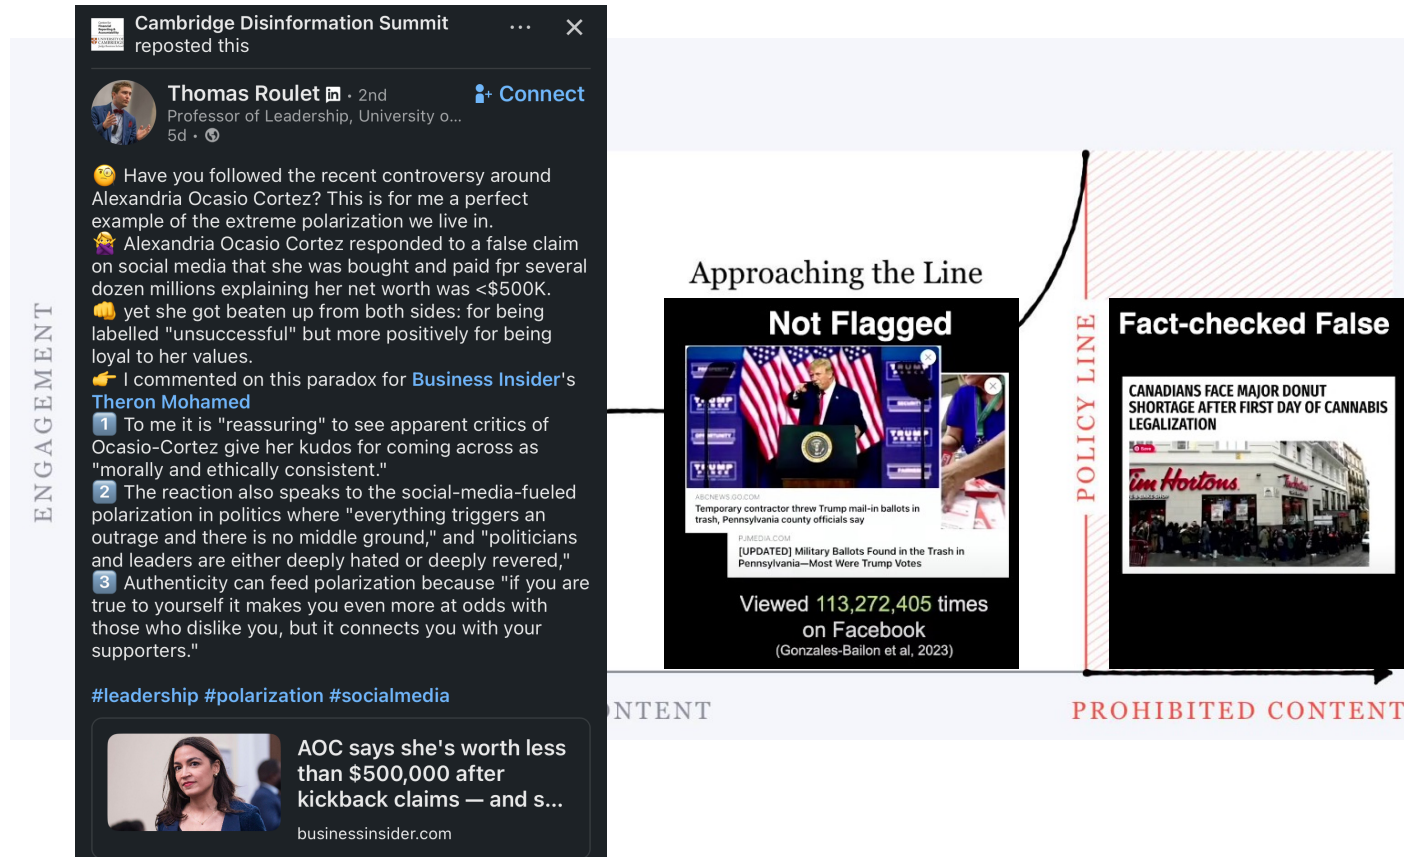 Cambridge Disinformation Summit
reposted this
Thomas Roulet in • 2nd
Connect
Professor of Leadership, University o...
5d •
🧐 Have you followed the recent controversy around
Alexandria Ocasio Cortez? This is for me a perfect
example of the extreme polarization we live in.
🙅‍♀️ Alexandria Ocasio Cortez responded to a false claim
on social media that she was bought and paid fpr several
dozen millions explaining her net worth was <$500K.
👊 yet she got beaten up from both sides: for being
labelled "unsuccessful" but more positively for being
loyal to her values.
👉 I commented on this paradox for Business Insider's
Theron Mohamed
1️⃣ To me it is "reassuring" to see apparent critics of
Ocasio-Cortez give her kudos for coming across as
"morally and ethically consistent."
2️⃣ The reaction also speaks to the social-media-fueled
polarization in politics where "everything triggers an
outrage and there is no middle ground," and "politicians
and leaders are either deeply hated or deeply revered,"
3️⃣ Authenticity can feed polarization because "if you are
true to yourself it makes you even more at odds with
those who dislike you, but it connects you with your
supporters."
#leadership #polarization #socialmedia
AOC says she's worth less
than $500,000 after
kickback claims — and s...
businessinsider.com
ENGAGEMENT
Approaching the Line
Not Flagged
TRUMP
ABCNEWS.GO.COM
Temporary contractor threw Trump mail-in ballots in
trash, Pennsylvania county officials say
PJMEDIA.COM
[UPDATED] Military Ballots Found in the Trash in
Pennsylvania—Most Were Trump Votes
Viewed 113,272,405 times
on Facebook
(Gonzales-Bailon et al, 2023)
POLICY LINE
Fact-checked False
CANADIANS FACE MAJOR DONUT
SHORTAGE AFTER FIRST DAY OF CANNABIS
LEGALIZATION
Save
Tim Hortons
ONTENT
PROHIBITED CONTENT